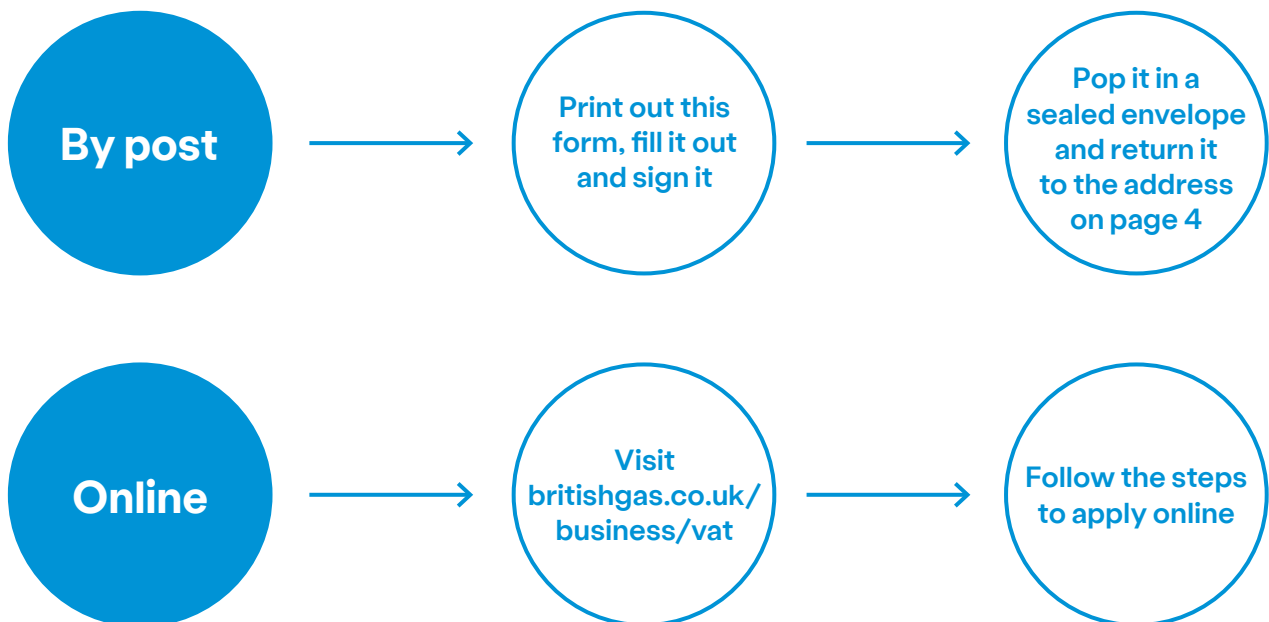 By post
Print out this
form, fill it out
and sign it
Pop it in a
sealed envelope
and return it
to the address
on page 4
Online
Visit
britishgas.co.uk/
business/vat
Follow the steps
to apply online